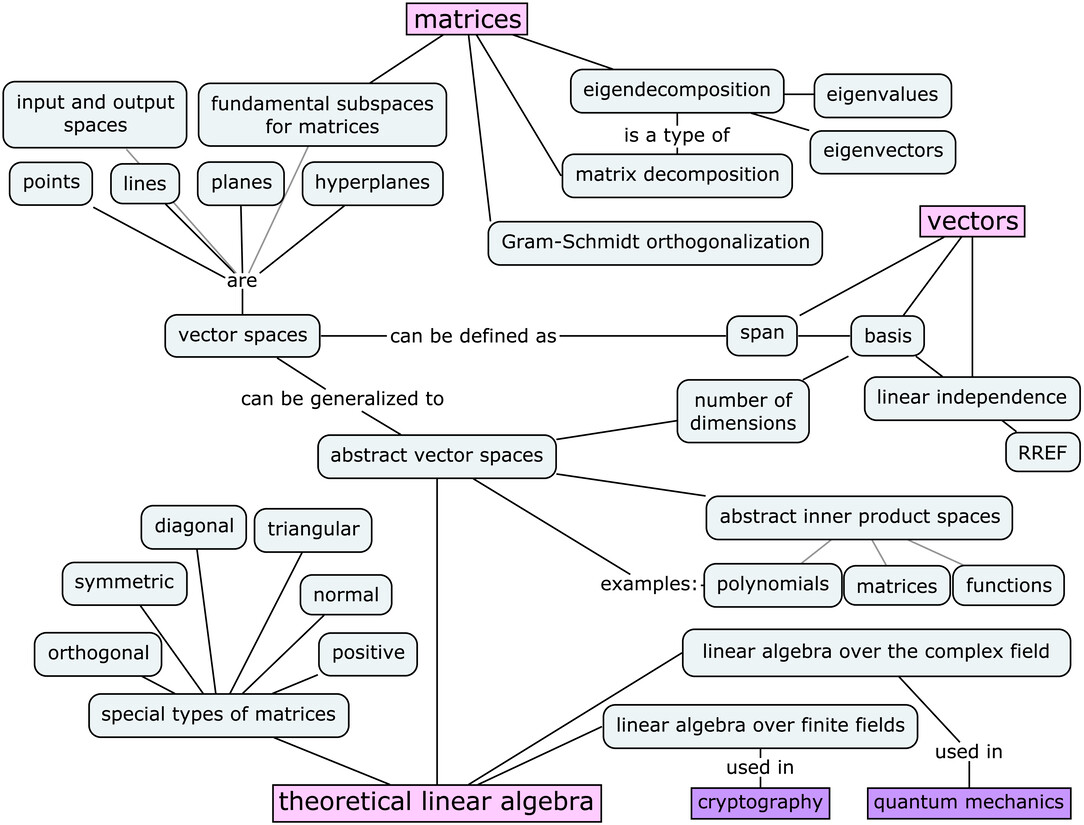 matrices
input and output
spaces
fundamental subspaces
for matrices
eigendecomposition
eigenvalues
is a type of
eigenvectors
points
lines
planes
hyperplanes
matrix decomposition
vectors
Gram-Schmidt orthogonalization
are
vector spaces
can be defined as
span
basis
can be generalized to
number of
dimensions
linear independence
RREF
abstract vector spaces
abstract inner product spaces
diagonal
triangular
symmetric
normal
examples:
polynomials
matrices
functions
orthogonal
positive
linear algebra over the complex field
special types of matrices
linear algebra over finite fields
used in
used in
theoretical linear algebra
cryptography
quantum mechanics